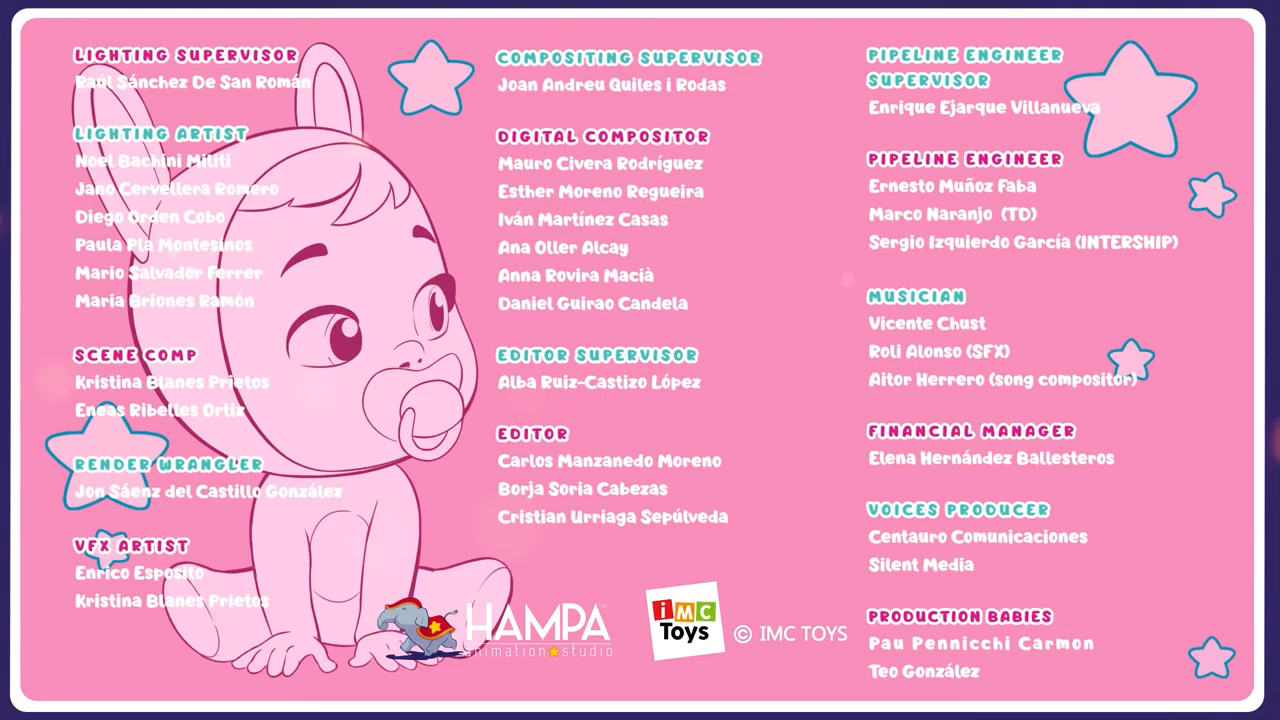 LIGHTING SUPERVISOR
Raúl Sánchez De San Román
LIGHTING ARTIST
Noel Bachini Militi
Jano Cervellera Romero
Diego Orden Cobo
Paula Pla Montesinos
Mario Salvador Ferrer
Maria Briones Ramón
SCENE COMP
Kristina Blanes Prietos
Eneas Ribelles Ortiz
RENDER WRANGLER
Jon Sáenz del Castillo González
VFX ARTIST
Enrico Esposito
Kristina Blanes Prietos
COMPOSITING SUPERVISOR
Joan Andreu Quiles i Rodas
DIGITAL COMPOSITOR
Mauro Civera Rodríguez
Esther Moreno Regueira
Iván Martínez Casas
Ana Oller Alcay
Anna Rovira Macià
Daniel Guirao Candela
EDITOR SUPERVISOR
Alba Ruiz-Castizo López
EDITOR
Carlos Manzanedo Moreno
Borja Soria Cabezas
Cristian Urriaga Sepúlveda
PIPELINE ENGINEER
SUPERVISOR
Enrique Ejarque Villanueva
PIPELINE ENGINEER
Ernesto Muñoz Faba
Marco Naranjo (TD)
Sergio Izquierdo García (INTERSHIP)
MUSICIAN
Vicente Chust
Roli Alonso (SFX)
Aitor Herrero (song compositor)
FINANCIAL MANAGER
Elena Hernández Ballesteros
VOICES PRODUCER
Centauro Comunicaciones
Silent Media
PRODUCTION BABIES
Pau Pennicchi Carmon
Teo González
HAMPA™
animation studio
iMC
Toys
© IMC TOYS